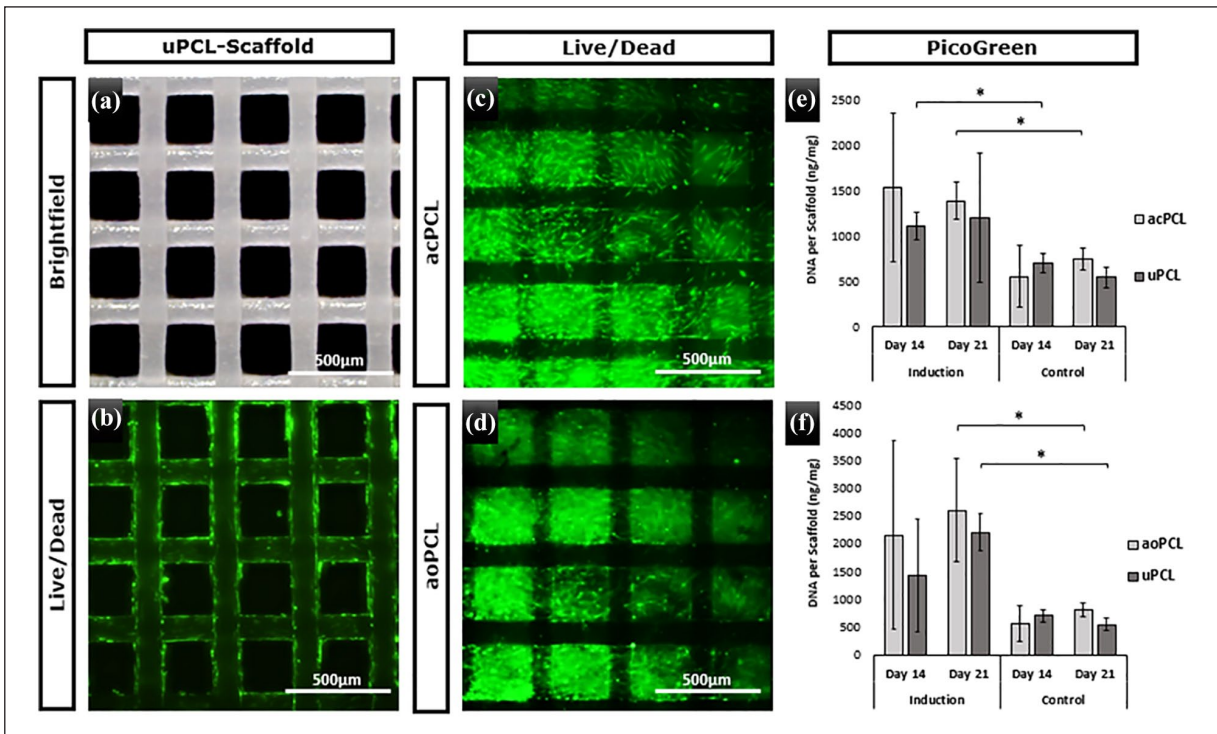 uPCL-Scaffold
Live/Dead
PicoGreen
Brightfield
(a)
500µm
Live/Dead
(b)
500µm
acPCL
(c)
500µm
aoPCL
(d)
500µm
(e)
DNA per Scaffold (ng/mg)
2500
2000
1500
1000
500
0
*
*
acPCL
uPCL
Day 14 Day 21 Day 14 Day 21
Induction Control
(f)
DNA per Scaffold (ng/mg)
4500
4000
3500
3000
2500
2000
1500
1000
500
0
*
*
aoPCL
uPCL
Day 14 Day 21 Day 14 Day 21
Induction Control